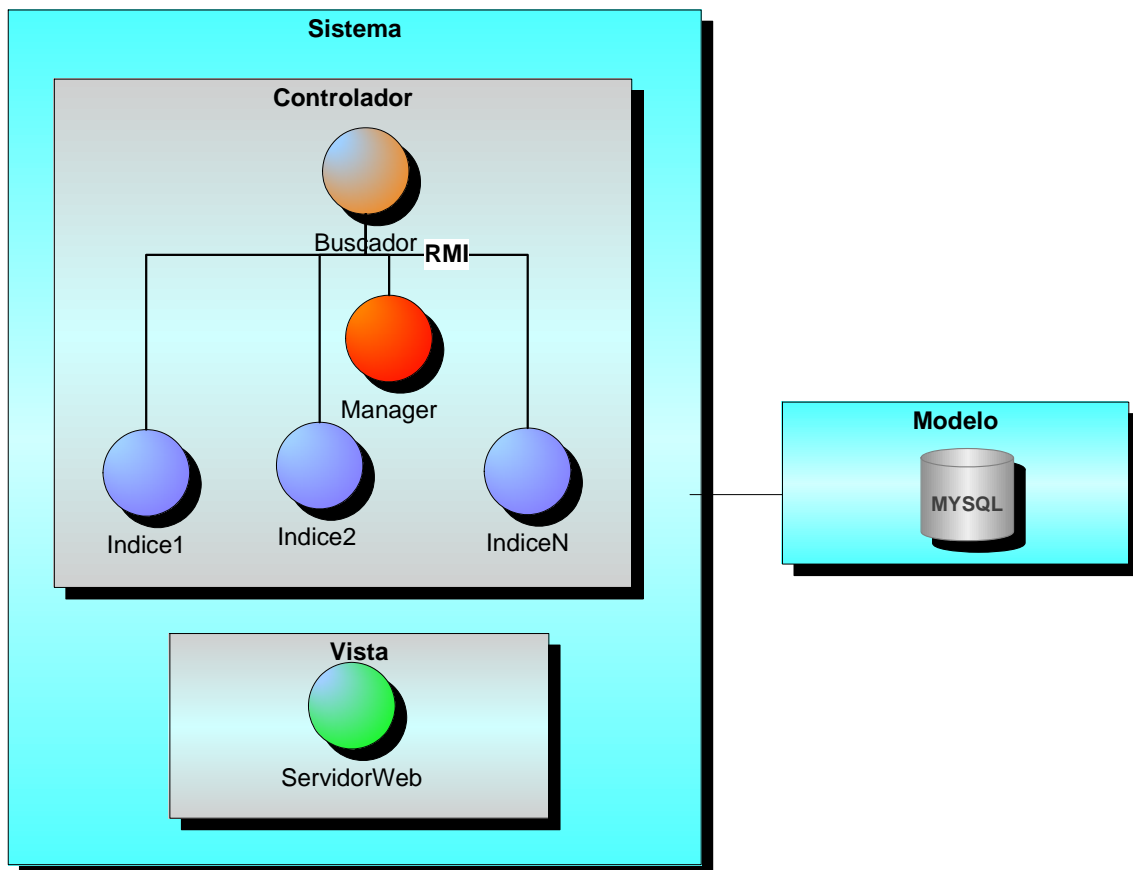 Sistema
Controlador
Buscador
RMI
Manager
Indice1
Indice2
IndiceN
Modelo
MYSQL
Vista
ServidorWeb